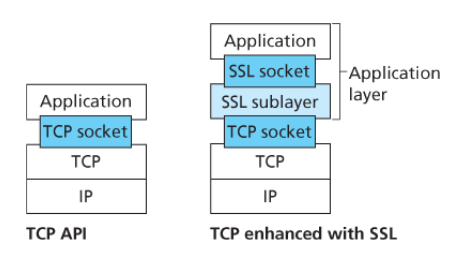 Application
TCP socket
TCP
IP
TCP API
Application
SSL socket
SSL sublayer
TCP socket
TCP
IP
Application
layer
TCP enhanced with SSL